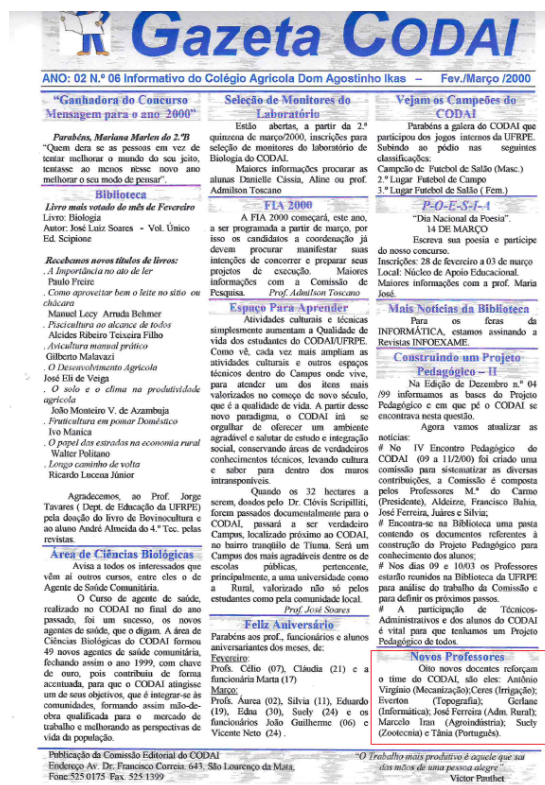 Gazeta CODAI
ANO: 02 N.º 06 Informativo do Colégio Agrícola Dom Agostinho Ikas – Fev./Março /2000
“Ganhadora do Concurso
Mensagem para o ano 2000”
Parabéns, Mariana Marlen do 2.ºB
“Quem dera se as pessoas em vez de
tentar melhorar o mundo do seu jeito,
tentasse ao menos nesse novo ano
melhorar o seu modo de pensar”.
Biblioteca
Livro mais votado do mês de Fevereiro
Livro: Biologia
Autor: José Luiz Soares - Vol. Único
Ed. Scipione
Recebemos novos títulos de livros:
. A Importância no ato de ler
Paulo Freire
. Como aproveitar bem o leite no sítio ou
chácara
Manuel Lecy Arruda Behmer
. Piscicultura ao alcance de todos
Alcides Ribeiro Teixeira Filho
. Avicultura manual prático
Gilberto Malavazi
. O Desenvolvimento Agrícola
José Eli de Veiga
. O solo e o clima na produtividade
agrícola
João Monteiro V. de Azambuja
. Fruticultura em pomar Doméstico
Ivo Manica
. O papel das estradas na economia rural
Walter Politano
. Longo caminho de volta
Ricardo Lucena Júnior
Agradecemos, ao Prof. Jorge
Tavares ( Dept. de Educação da UFRPE)
pela doação do livro de Bovinocultura e
ao aluno André Almeida do 4.º Tec. pelas
revistas.
Área de Ciências Biológicas
Avisa a todos os interessados que
vêm aí outros cursos, entre eles o de
Agente de Saúde Comunitária.
O Curso de agente de saúde,
realizado no CODAI no final do ano
passado, foi um sucesso, os novos
agentes de saúde, que o digam. A área de
Ciências Biológicas do CODAI formou
49 novos agentes de saúde comunitária,
fechando assim o ano 1999, com chave
de ouro, pois contribuiu de forma
acentuada, para que o CODAI atingisse
um de seus objetivos, que é integrar-se às
comunidades, formando assim mão-de-
obra qualificada para o mercado de
trabalho e melhorando as perspectivas de
vida da população.
Seleção de Monitores do
Laboratório
Estão abertas, a partir da 2.ª
quinzena de março/2000, inscrições para
seleção de monitores do laboratório de
Biologia do CODAI.
Maiores informações procurar as
alunas Danielle Cássia, Aline ou prof.
Admilson Toscano
FIA 2000
A FIA 2000 começará, este ano,
a ser programada a partir de março, por
isso os candidatos a coordenação já
devem procurar manifestar suas
intenções de concorrer e preparar seus
projetos de execução. Maiores
informações com a Comissão de
Pesquisa. Prof. Admilson Toscano
Espaço Para Aprender
Atividades culturais e técnicas
simplesmente aumentam a Qualidade de
vida dos estudantes do CODAI/UFRPE.
Como vê, cada vez mais ampliam as
atividades culturais e outros espaços
técnicos dentro do Campus onde vive,
para atender um dos itens mais
valorizados no começo de novo século,
que é a qualidade de vida. A partir desse
novo paradigma, o CODAI irá se
orgulhar de oferecer um ambiente
agradável e salutar de estudo e integração
social, conservando áreas de verdadeiros
conhecimentos técnicos, levando cultura
e saber para dentro dos muros
intransponíveis.
Quando os 32 hectares a
serem, doados pelo Dr. Clóvis Scripilliti,
forem passados documentalmente para o
CODAI, passará a ser verdadeiro
Campus, localizado próximo ao CODAI,
no bairro tranqüilo de Tiuma. Será um
Campus dos mais agradáveis dentre os de
escolas públicas, pertencente,
principalmente, a uma universidade como
a Rural, valorizado não só pelos
estudantes como pela comunidade local.
Prof. José Soares
Feliz Aniversário
Parabéns aos prof., funcionários e alunos
aniversariantes dos meses, de:
Fevereiro:
Profs. Célio (07), Cláudia (21) e a
funcionária Marta (17)
Março:
Profs. Áurea (02), Silvia (11), Eduardo
(19), Edna (30), Suely (24) e os
funcionários João Guilherme (06) e
Vicente Neto (24) .
Vejam os Campeões do
CODAI
Parabéns a galera do CODAI que
participou dos jogos internos da UFRPE.
Subindo ao pódio nas seguintes
classificações:
Campeão de Futebol de Salão (Masc.)
2.º Lugar Futebol de Campo
3.º Lugar Futebol de Salão ( Fem.)
P-O-E-S-I-A
“Dia Nacional da Poesia”.
14 DE MARÇO
Escreva sua poesia e participe
do nosso concurso.
Inscrições: 28 de fevereiro a 03 de março
Local: Núcleo de Apoio Educacional.
Maiores informações com a prof. Maria
José.
Mais Notícias da Biblioteca
Para os feras da
INFORMÁTICA, estamos assinando a
Revistas INFOEXAME.
Construindo um Projeto
Pedagógico – II
Na Edição de Dezembro n.º 04
/99 informamos as bases do Projeto
Pedagógico e em que pé o CODAI se
encontrava nesta questão.
Agora vamos atualizar as
notícias:
# No IV Encontro Pedagógico do
CODAI (09 a 11/2/00) foi criado uma
comissão para sistematizar as diversas
contribuições, a Comissão é composta
pelos Professores M.ª do Carmo
(Presidente), Aldeize, Francisco Bahia,
José Ferreira, Juáres e Silvia;
# Encontra-se na Biblioteca uma pasta
contendo os documentos referentes à
construção do Projeto Pedagógico para
conhecimento dos alunos;
# Nos dias 09 e 10/03 os Professores
estarão reunidos na Biblioteca da UFRPE
para análise do trabalho da Comissão e
para definir os próximos passos.
# A participação de Técnicos-
Administrativos e dos alunos do CODAI
é vital para que tenhamos um Projeto
Pedagógico de todos.
Novos Professores
Oito novos docentes reforçam
o time do CODAI, são eles: Antônio
Virgínio (Mecanização);Ceres (Irrigação);
Everton (Topografia); Gerlane
(Informática); José Ferreira (Adm. Rural);
Marcelo Iran (Agroindústria); Suely
(Zootecnia) e Tânia (Português).
Publicação da Comissão Editorial do CODAI
Endereço Av. Dr. Francisco Correia, 643, São Lourenço da Mata,
Fone 525 0175 Fax 525 1399
“O Trabalho mais produtivo é aquele que sai
das mãos de uma pessoa alegre”
Victor Pauthet